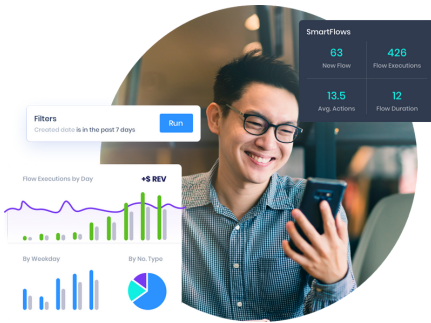 SmartFlows
63
426
New Flow
Flow Executions
13.5
12
Avg. Actions
Flow Duration
Filters
Created date is in the past 7 days
Run
Flow Executions by Day
+$ REV
By Weekday
By No. Type